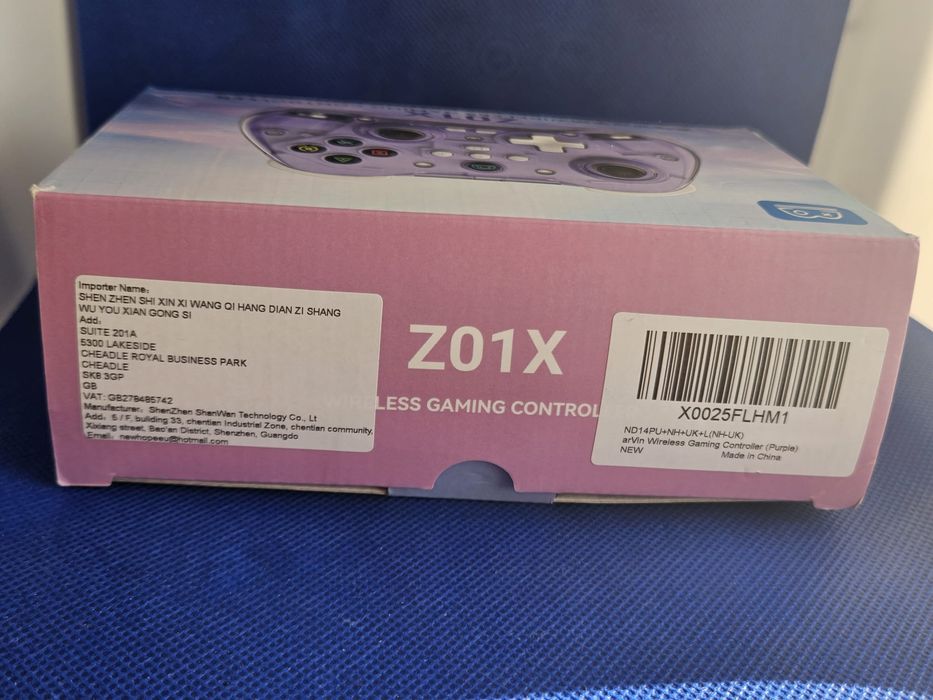 Importer Name:
SHEN ZHEN SHI XIN XI WANG QI HANG DIAN ZI SHANG
WU YOU XIAN GONG SI
Add:
SUITE 201A
5300 LAKESIDE
CHEADLE ROYAL BUSINESS PARK
CHEADLE
SK8 3GP
GB
VAT: GB278485742
Manufacturer: ShenZhen ShanWan Technology Co., Lt
Add: 5 / F, building 33, chentian Industrial Zone, chentian community,
Xixiang street, Bao'an District, Shenzhen, Guangdo
Email: newhopeeu@hotmail.com
Z01X
WIRELESS GAMING CONTROL
X0025FLHM1
ND14PU+NH+UK+L(NH-UK)
arVin Wireless Gaming Controller (Purple)
NEW
Made in China